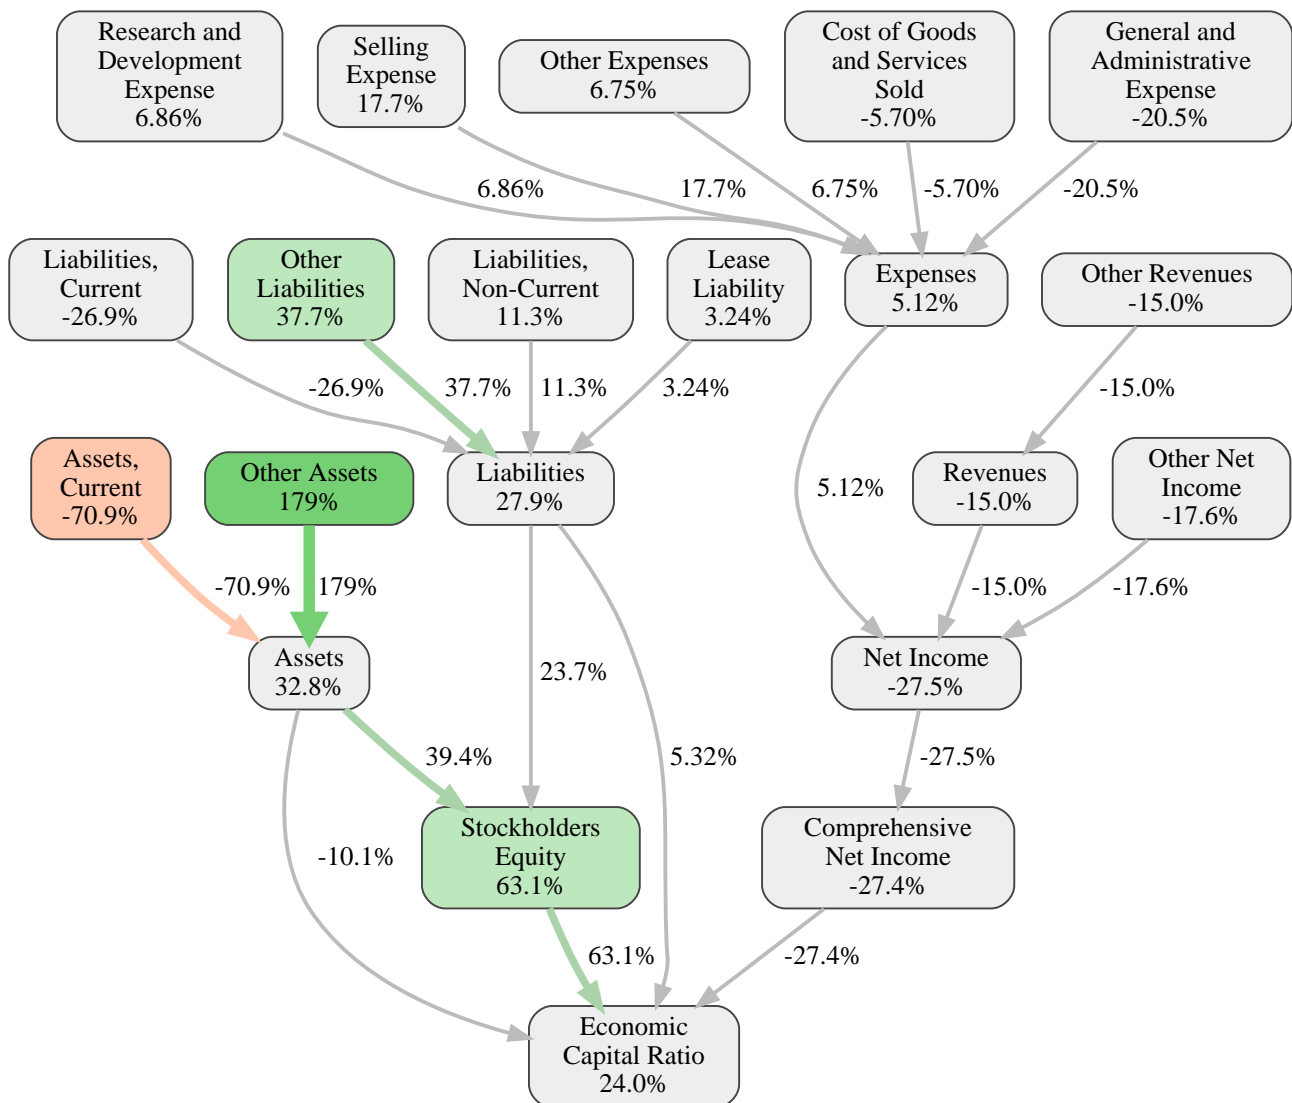 Research and
Development
Expense
6.86%
Selling
Expense
17.7%
Other Expenses
6.75%
Cost of Goods
and Services
Sold
-5.70%
General and
Administrative
Expense
-20.5%
6.86%
17.7%
6.75%
-5.70%
-20.5%
Liabilities,
Current
-26.9%
Other
Liabilities
37.7%
Liabilities,
Non-Current
11.3%
Lease
Liability
3.24%
Expenses
5.12%
Other Revenues
-15.0%
-26.9%
37.7%
11.3%
3.24%
-15.0%
Assets,
Current
-70.9%
Other Assets
179%
Liabilities
27.9%
5.12%
Revenues
-15.0%
Other Net
Income
-17.6%
-70.9%
179%
-15.0%
-17.6%
Assets
32.8%
23.7%
Net Income
-27.5%
39.4%
5.32%
-27.5%
-10.1%
Stockholders
Equity
63.1%
Comprehensive
Net Income
-27.4%
63.1%
-27.4%
Economic
Capital Ratio
24.0%